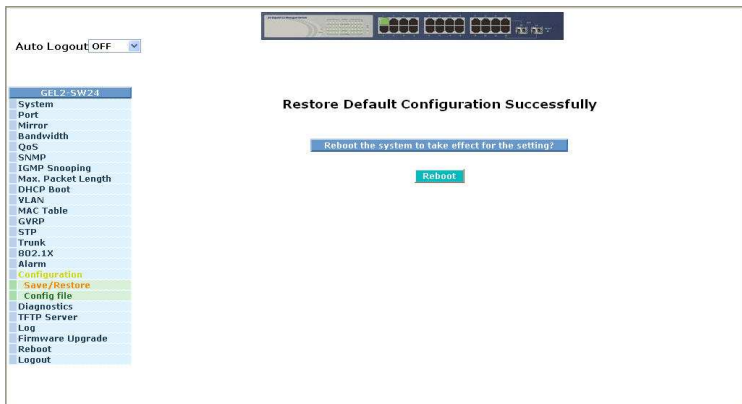 Auto Logout OFF
GEL2-SW24
System
Port
Mirror
Bandwidth
QoS
SNMP
IGMP Snooping
Max. Packet Length
DHCP Boot
VLAN
MAC Table
GVRP
STP
Trunk
802.1X
Alarm
Configuration
Save/Restore
Config file
Diagnostics
TFTP Server
Log
Firmware Upgrade
Reboot
Logout
Restore Default Configuration Successfully
Reboot the system to take effect for the setting?
Reboot